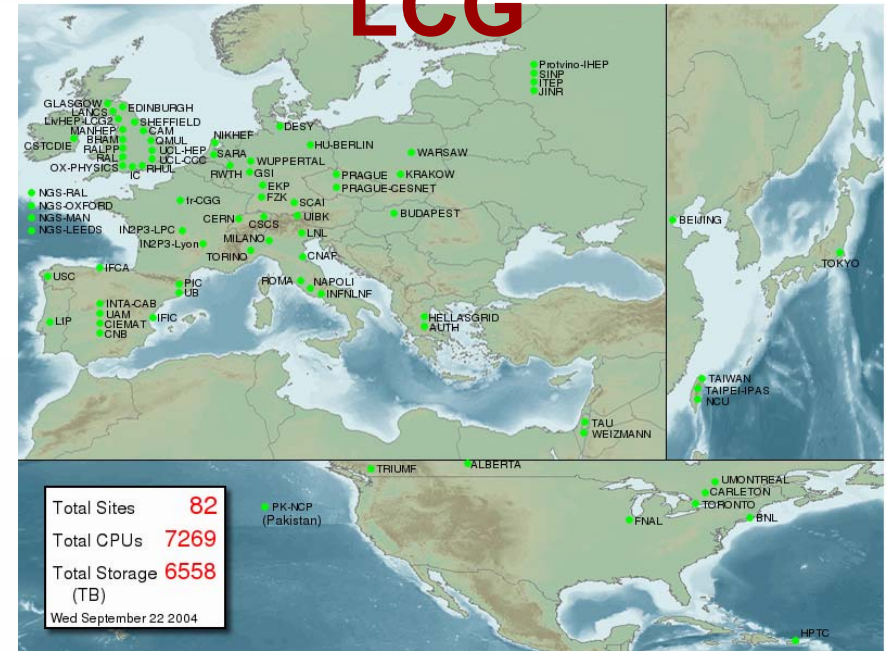 LCG
Protvino-IHEP
SINP
ITEP
JINR
GLASGOW
EDINBURGH
LANCS
LivHEP-LCG2
SHEFFIELD
MANHEP
CAM
CSTCDIE
BHAM
QMUL
RALPP
UCL-HEP
RAL
UCL-CCC
OX-PHYSICS
IC
RHUL
NIKHEF
SARA
RWTH
DESY
HU-BERLIN
WUPPERTAL
GSI
EKP
FZK
WARSAW
PRAGUE
KRAKOW
PRAGUE-CESNET
NGS-RAL
NGS-OXFORD
NGS-MAN
NGS-LEEDS
fr-CGG
SCAI
CERN
CSCS
UIBK
BUDAPEST
IN2P3-LPC
IN2P3-Lyon
MILANO
LNL
TORINO
CNAF
IFCA
USC
PIC
UB
ROMA
NAPOLI
INFNLNF
INTA-CAB
UAM
CIEMAT
CNB
IFIC
LIP
HELLASGRID
AUTH
TAU
WEIZMANN
BEIJING
TOKYO
TAIWAN
TAIPEI-IPAS
NCU
TRIUMF
ALBERTA
UMONTREAL
CARLETON
TORONTO
FNAL
BNL
HPTC
PK-NCP
(Pakistan)
Total Sites 82
Total CPUs 7269
Total Storage 6558
(TB)
Wed September 22 2004